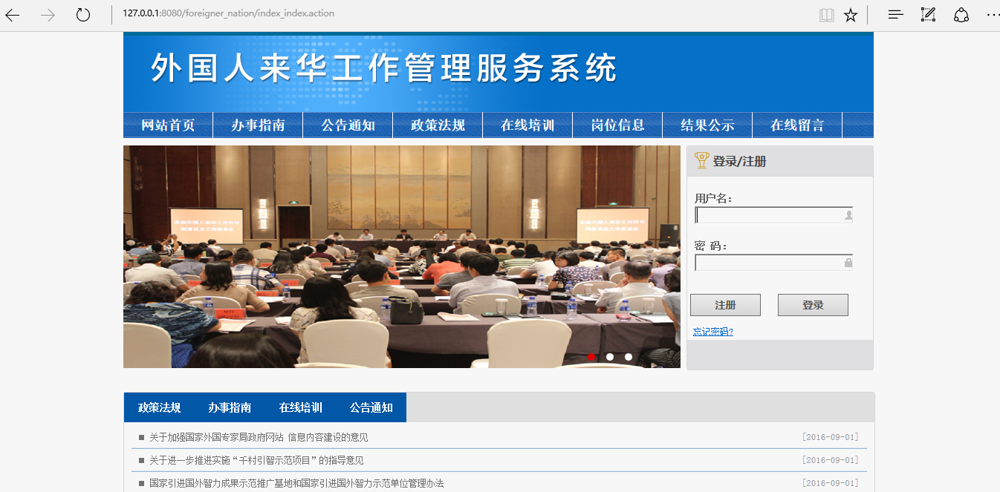 127.0.0.1:8080/foreigner_nation/index_index.action
外国人来华工作管理服务系统
网站首页 办事指南 公告通知 政策法规 在线培训 岗位信息 结果公示 在线留言
登录/注册
用户名：
密 码：
注册 登录
忘记密码?
政策法规 办事指南 在线培训 公告通知
■ 关于加强国家外国专家局政府网站 信息内容建设的意见 [2016-09-01]
■ 关于进一步推进实施“千村引智示范项目”的指导意见 [2016-09-01]
■ 国家引进国外智力成果示范推广基地和国家引进国外智力示范单位管理办法 [2016-09-01]